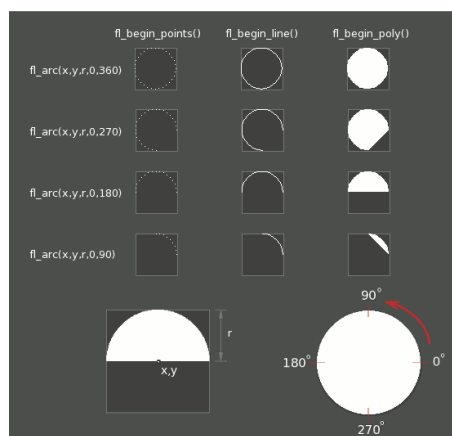 fl_begin_points() fl_begin_line() fl_begin_poly()
fl_arc(x,y,r,0,360)
fl_arc(x,y,r,0,270)
fl_arc(x,y,r,0,180)
fl_arc(x,y,r,0,90)
90°
r
180° 0°
x,y
270°